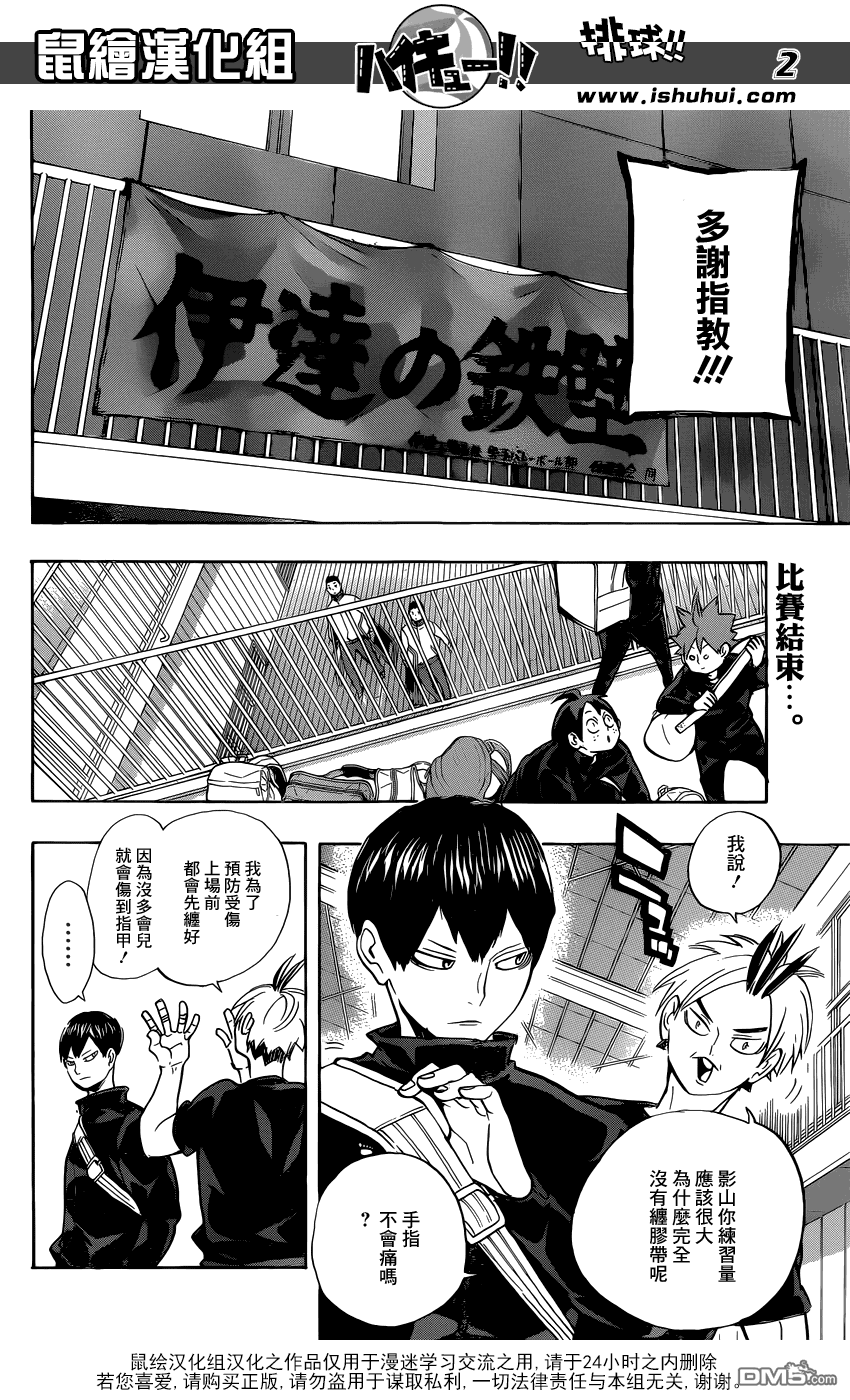 鼠繪漢化組
ハイキュー!!
排球!!
2
www.ishuhui.com
多謝指教!!!
伊達の鉄壁
比賽結束…。
我說!
影山你練習量
應該很大
為什麼完全
沒有纏膠帶呢
手指
不會痛嗎
?
我為了
預防受傷
上場前
都會先纏好
因為沒多會兒
就會傷到指甲!
……
鼠绘汉化组汉化之作品仅用于漫迷学习交流之用, 请于24小时之内删除
若您喜爱, 请购买正版, 请勿盗用于谋取私利, 一切法律责任与本组无关, 谢谢。
DM5.com